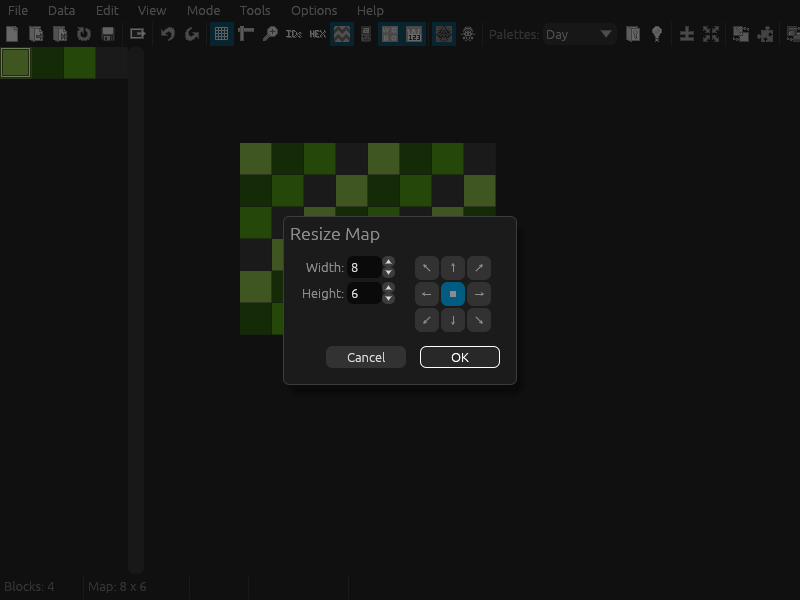 File Data Edit View Mode Tools Options Help
IDs HEX 123 Palettes: Day
Resize Map
Width: 8
Height: 6
Cancel OK
Blocks: 4 Map: 8 x 6